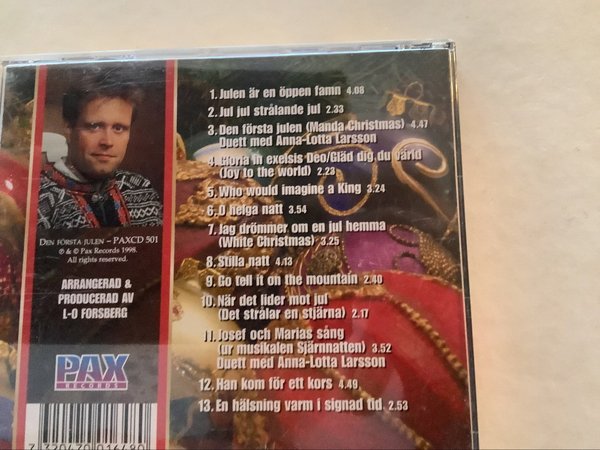 1. Julen är en öppen famn 4.08
2. Jul jul strålande jul 2.33
3. Den första julen (Manda Christmas) 4.47
Duett med Anna-Lotta Larsson
4. Gloria in exelsis Deo/Gläd dig du värld
(Joy to the world) 2.23
5. Who would imagine a King 3.24
6. O helga natt 3.54
7. Jag drömmer om en jul hemma
(White Christmas) 3.25
8. Stilla natt 4.13
9. Go tell it on the mountain 2.40
10. När det lider mot jul
(Det strålar en stjärna) 2.17
11. Josef och Marias sång
(ur musikalen Sjärnnatten) 3.52
Duett med Anna-Lotta Larsson
12. Han kom för ett kors 4.49
13. En hälsning varm i signad tid 2.53
DEN FÖRSTA JULEN – PAXCD 501
℗ & © Pax Records 1998.
All rights reserved.
ARRANGERAD &
PRODUCERAD AV
L-O FORSBERG
PAX
RECORDS
7 320470 016480